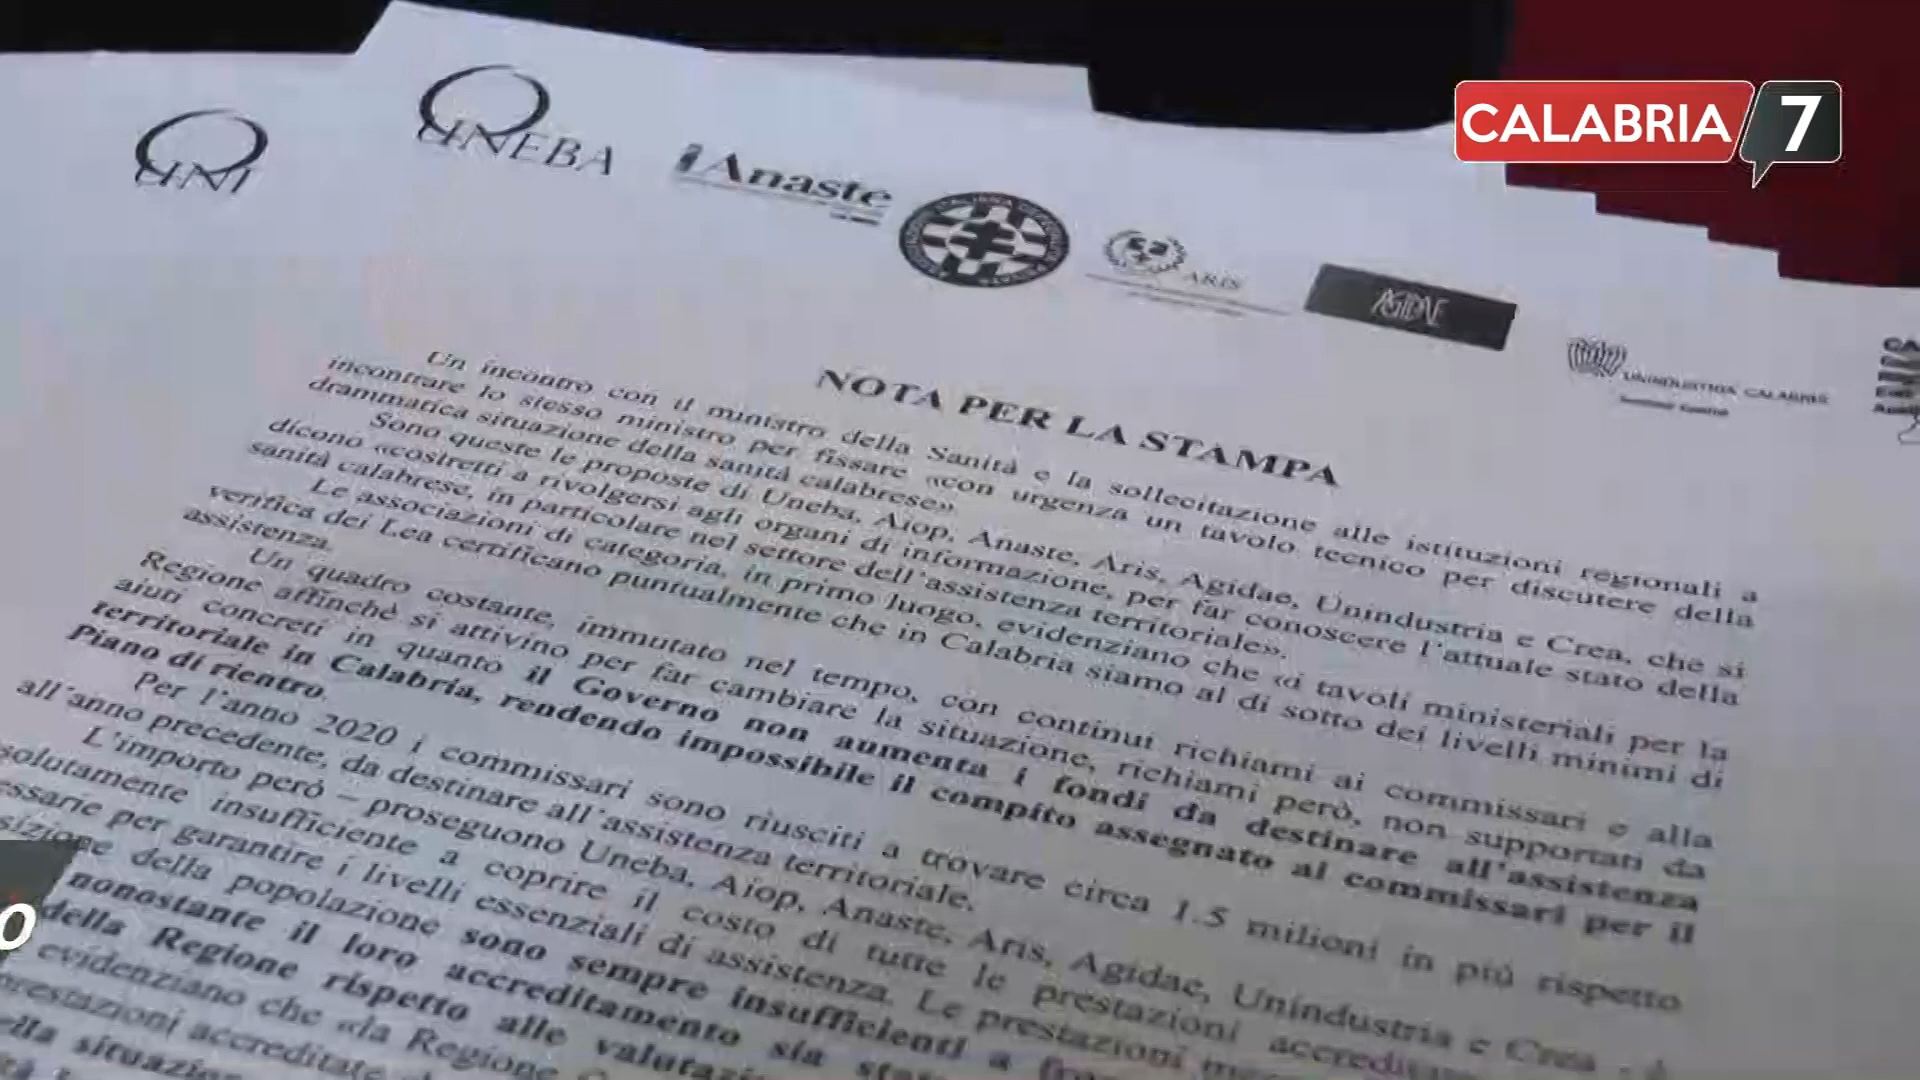 CALABRIA 7
UNI
UNEBA
Anaste
ARIS
AGIDAE
UNINDUSTRIA CALABRIA
NOTA PER LA STAMPA
Un incontro con il ministro della Sanità e la sollecitazione alle istituzioni regionali a
incontrare lo stesso ministro per fissare «con urgenza un tavolo tecnico per discutere della
drammatica situazione della sanità calabrese».
Sono queste le proposte di Uneba, Aiop, Anaste, Aris, Agidae, Unindustria e Crea, che si
dicono «costretti a rivolgersi agli organi di informazione, per far conoscere l'attuale stato della
sanità calabrese, in particolare nel settore dell'assistenza territoriale».
Le associazioni di categoria, in primo luogo, evidenziano che «i tavoli ministeriali per la
verifica dei Lea certificano puntualmente che in Calabria siamo al di sotto dei livelli minimi di
assistenza.
Un quadro costante, immutato nel tempo, con continui richiami ai commissari e alla
Regione affinchè si attivino per far cambiare la situazione, richiami però, non supportati da
aiuti concreti in quanto il Governo non aumenta i fondi da destinare all'assistenza
territoriale in Calabria, rendendo impossibile il compito assegnato ai commissari per il
Piano di rientro.
Per l'anno 2020 i commissari sono riusciti a trovare circa 1.5 milioni in più rispetto
all'anno precedente, da destinare all'assistenza territoriale.
L'importo però – proseguono Uneba, Aiop, Anaste, Aris, Agidae, Unindustria e Crea - è
solutamente insufficiente a coprire il costo di tutte le prestazioni
essarie per garantire i livelli essenziali di assistenza. Le prestazioni
sizione della popolazione sono sempre insufficienti a
nonostante il loro accreditamento sia
della Regione rispetto alle
evidenziano che «la Regione
prestazioni
situazione
O